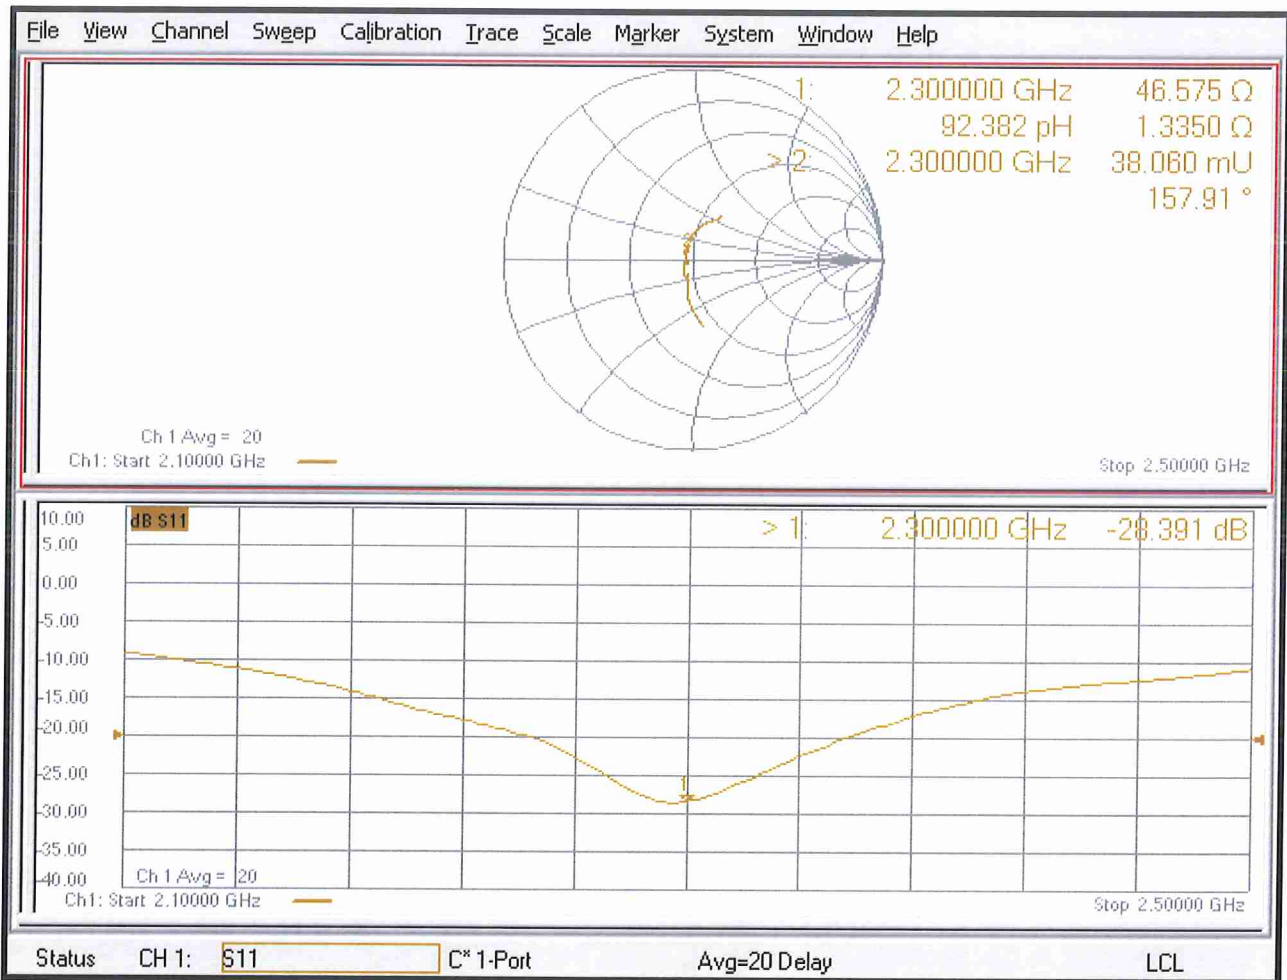 File View Channel Sweep Calibration Trace Scale Marker System Window Help
1: 2.300000 GHz 46.575 Ω
92.382 pH 1.3350 Ω
> 2: 2.300000 GHz 38.060 mU
157.91 °
Ch 1 Avg = 20
Ch1: Start 2.10000 GHz
Stop 2.50000 GHz
dB S11
> 1: 2.300000 GHz -28.391 dB
10.00
5.00
0.00
-5.00
-10.00
-15.00
-20.00
-25.00
-30.00
-35.00
-40.00
1
Ch 1 Avg = 20
Ch1: Start 2.10000 GHz
Stop 2.50000 GHz
Status CH 1: S11 C* 1-Port Avg=20 Delay LCL